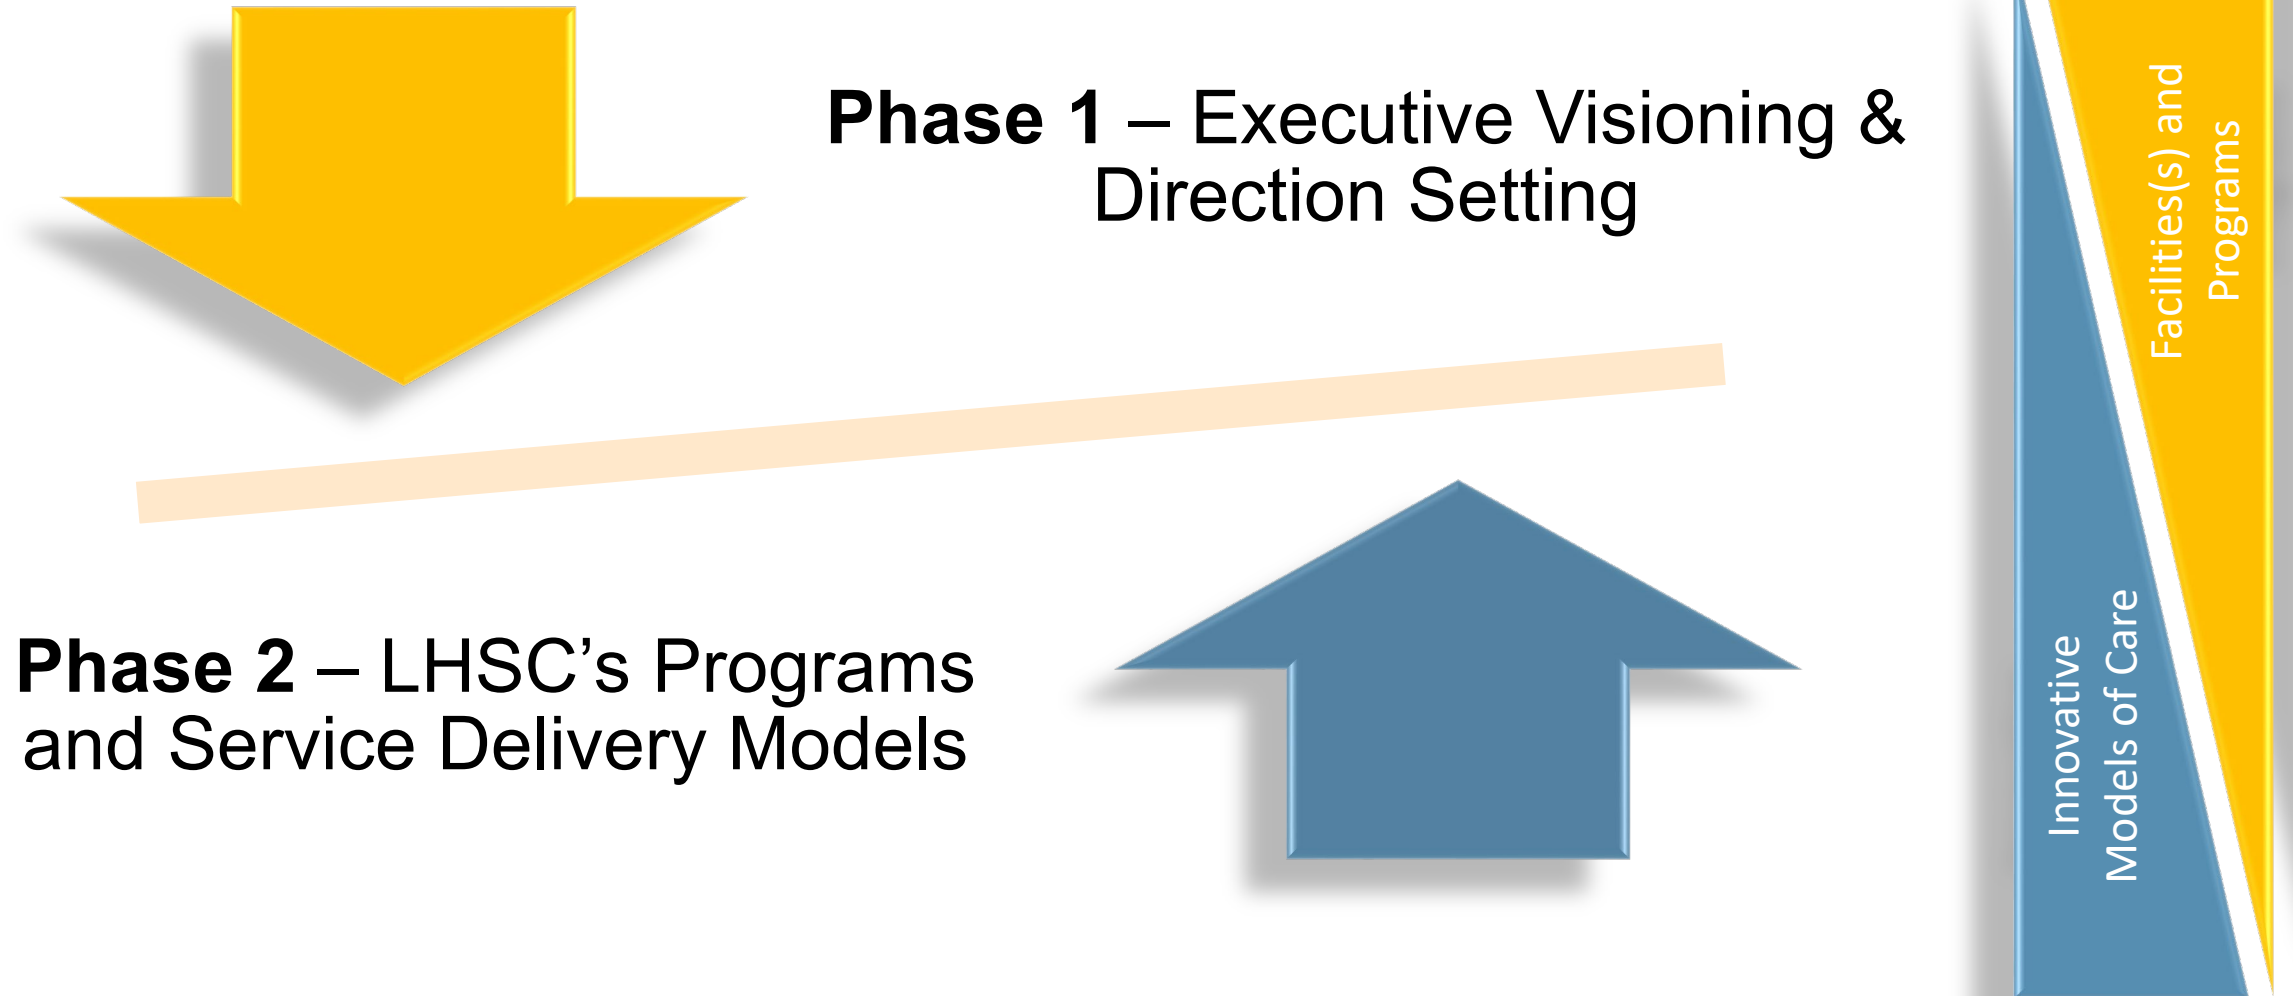 Phase 1 – Executive Visioning &
Direction Setting
Phase 2 – LHSC’s Programs
and Service Delivery Models
Facilities(s) and
Programs
Innovative
Models of Care